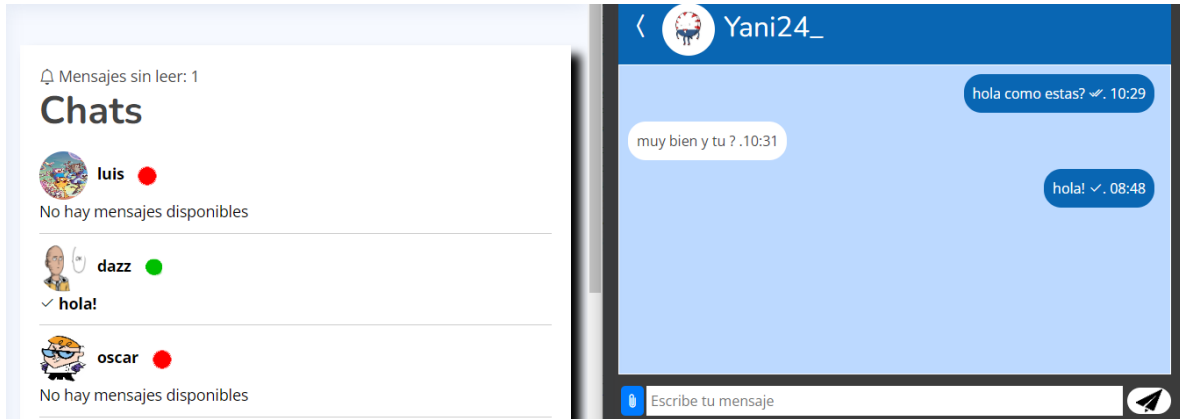 Mensajes sin leer: 1
Chats
luis
No hay mensajes disponibles
dazz
hola!
oscar
No hay mensajes disponibles
Yani24_
hola como estas? . 10:29
muy bien y tu ? .10:31
hola! . 08:48
Escribe tu mensaje